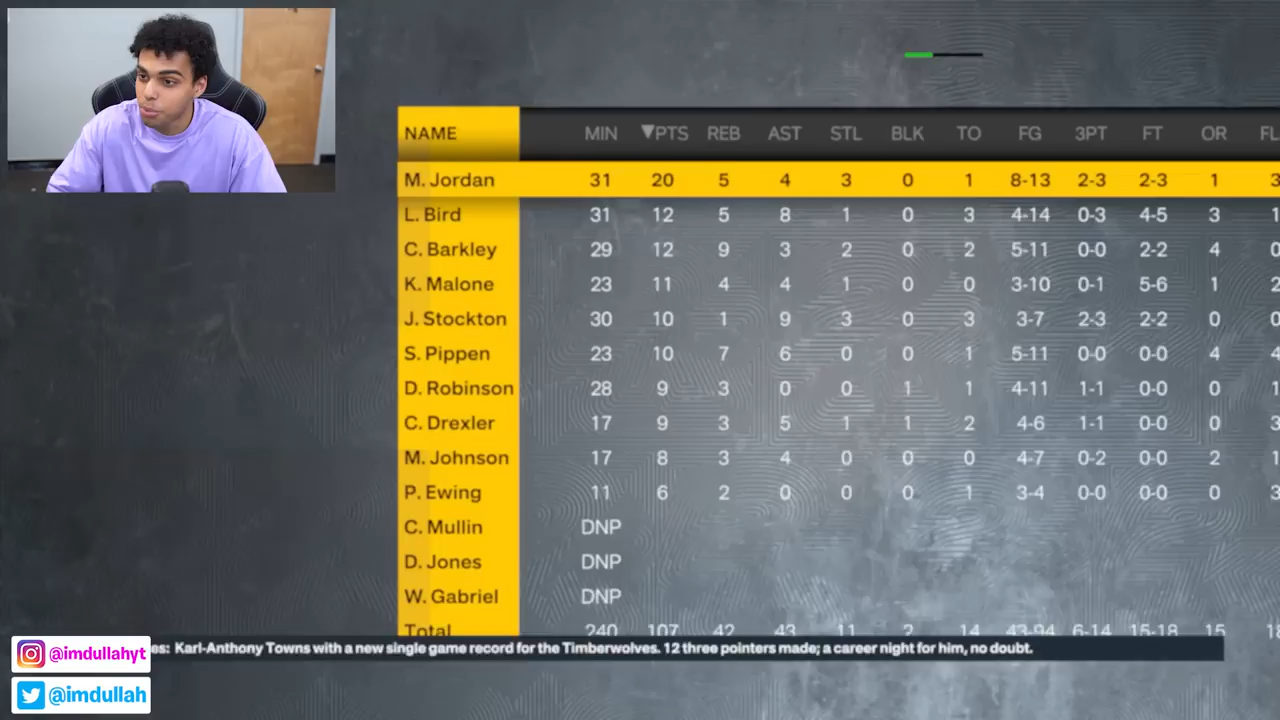 NAME MIN ▼PTS REB AST STL BLK TO FG 3PT FT OR
M. Jordan 31 20 5 4 3 0 1 8-13 2-3 2-3 1 3
L. Bird 31 12 5 8 1 0 3 4-14 0-3 4-5 3 1
C. Barkley 29 12 9 3 2 0 2 5-11 0-0 2-2 4 0
K. Malone 23 11 4 4 1 0 0 3-10 0-1 5-6 1 2
J. Stockton 30 10 1 9 3 0 3 3-7 2-3 2-2 0 0
S. Pippen 23 10 7 6 0 0 1 5-11 0-0 0-0 4 4
D. Robinson 28 9 3 0 0 1 1 4-11 1-1 0-0 0 1
C. Drexler 17 9 3 5 1 1 2 4-6 1-1 0-0 0 3
M. Johnson 17 8 3 4 0 0 0 4-7 0-2 0-0 2 1
P. Ewing 11 6 2 0 0 0 1 3-4 0-0 0-0 0 3
C. Mullin DNP
D. Jones DNP
W. Gabriel DNP
Total 240 107 42 43 11 2 14 43-94 6-14 15-18 15
es: Karl-Anthony Towns with a new single game record for the Timberwolves. 12 three pointers made; a career night for him, no doubt.
@imdullahyt
@imdullah